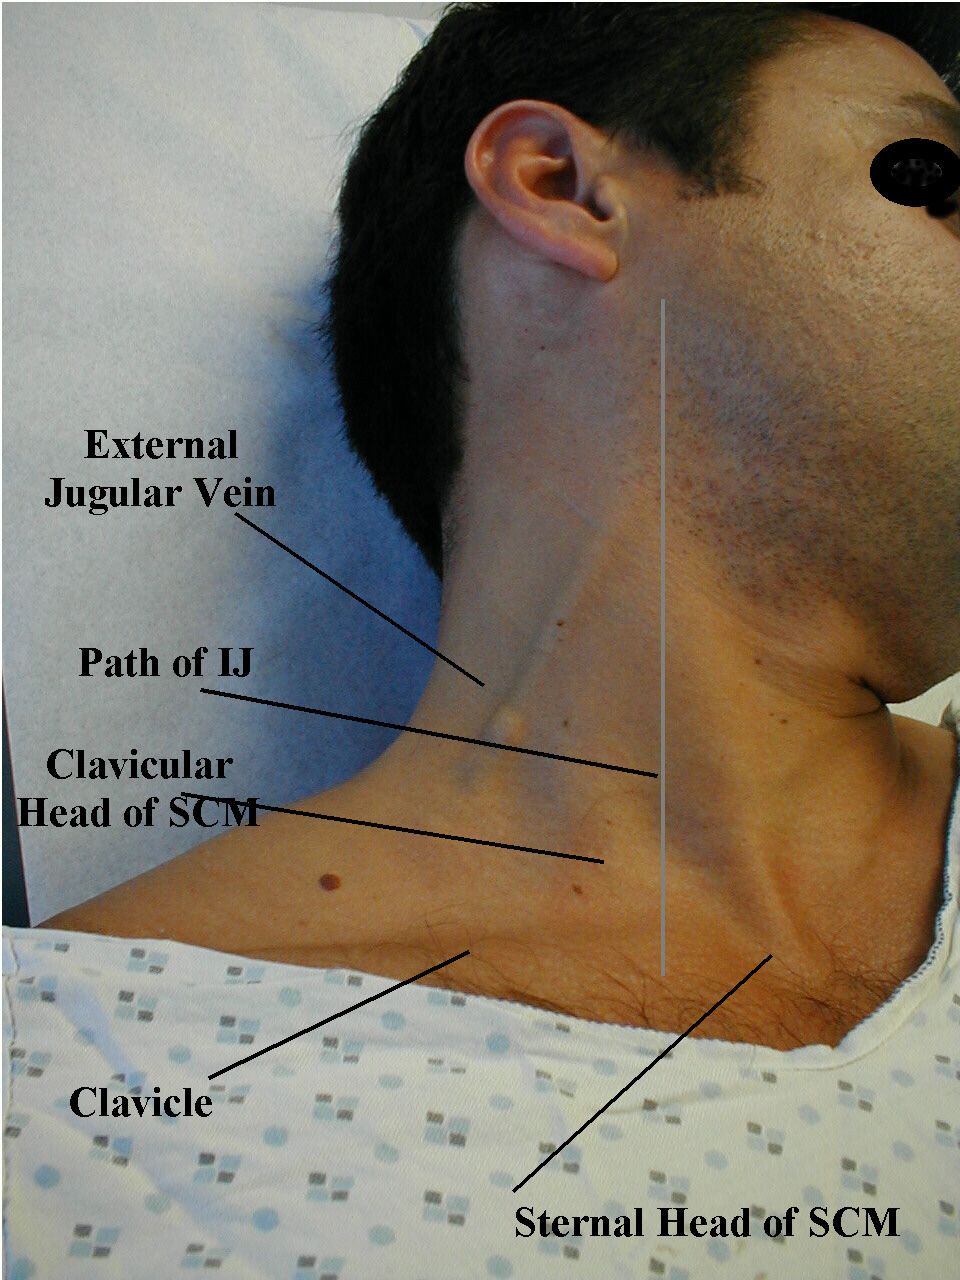 External
Jugular Vein
Path of IJ
Clavicular
Head of SCM
Clavicle
Sternal Head of SCM